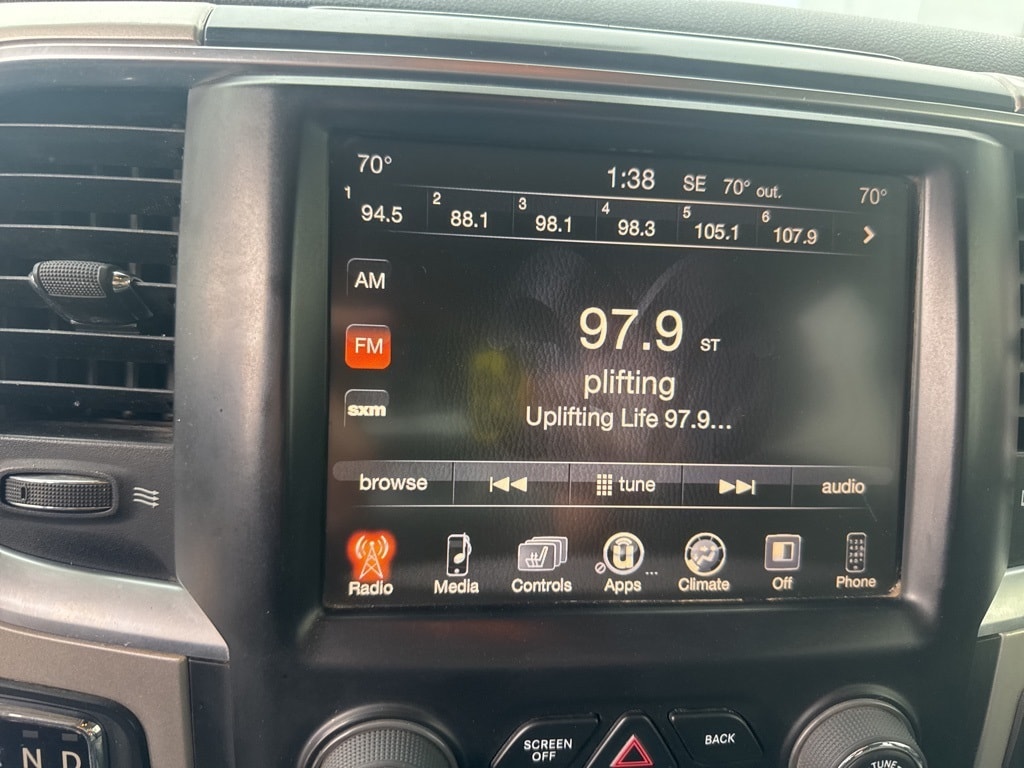 70° 1:38 SE 70° out. 70°
1 94.5 2 88.1 3 98.1 4 98.3 5 105.1 6 107.9
AM
97.9 ST
FM
plifting
sxm
Uplifting Life 97.9...
browse tune audio
Radio Media Controls Apps ... Climate Off Phone
N D
SCREEN OFF
BACK
TUNE